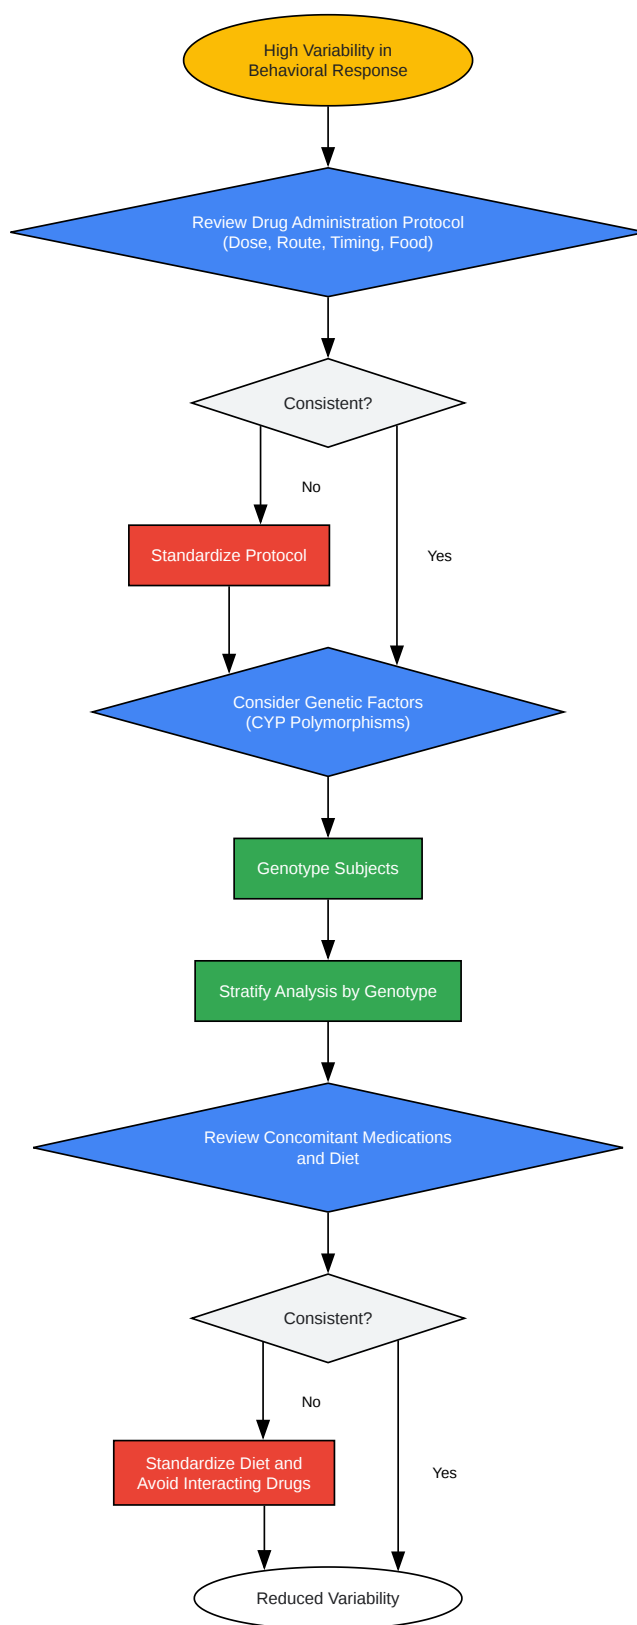 High Variability in
Behavioral Response
Review Drug Administration Protocol
(Dose, Route, Timing, Food)
Consistent?
No
Standardize Protocol
Yes
Consider Genetic Factors
(CYP Polymorphisms)
Genotype Subjects
Stratify Analysis by Genotype
Review Concomitant Medications
and Diet
Consistent?
No
Standardize Diet and
Avoid Interacting Drugs
Yes
Reduced Variability